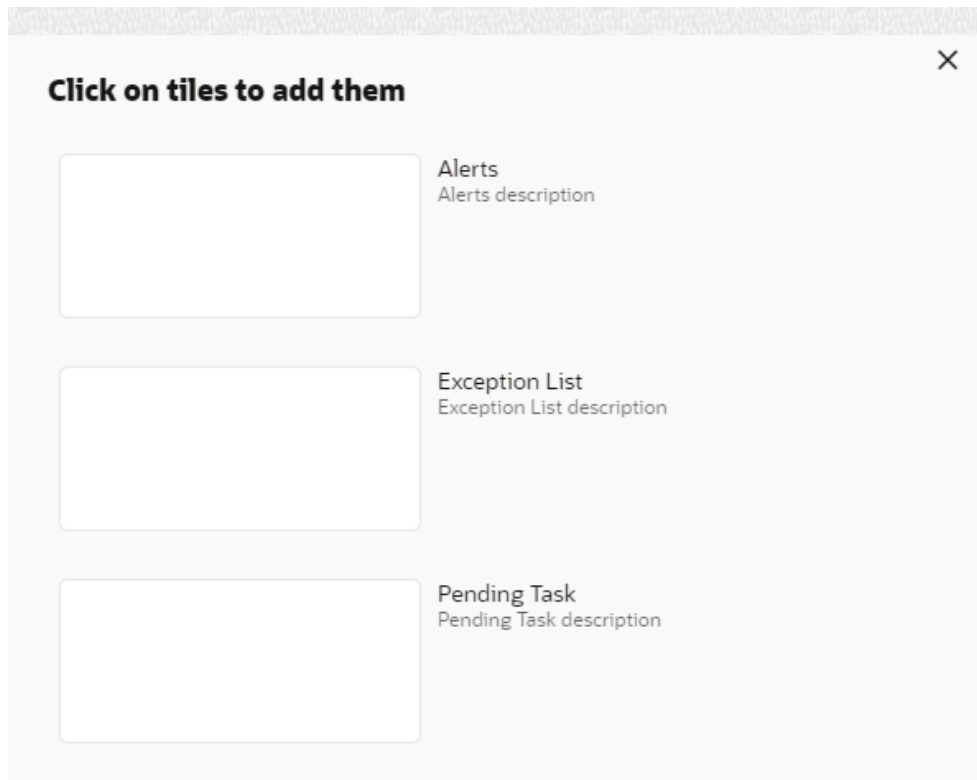 Click on tiles to add them
Alerts
Alerts description
Exception List
Exception List description
Pending Task
Pending Task description